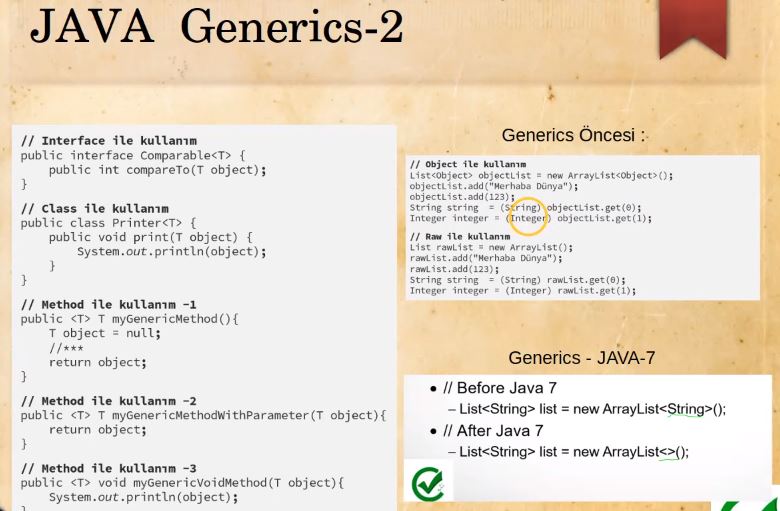 JAVA Generics-2
// Interface ile kullanım
public interface Comparable<T> {
public int compareTo(T object);
}
// Class ile kullanım
public class Printer<T> {
public void print(T object) {
System.out.println(object);
}
}
// Method ile kullanım -1
public <T> T myGenericMethod(){
T object = null;
//***
return object;
}
// Method ile kullanım -2
public <T> T myGenericMethodWithParameter(T object){
return object;
}
// Method ile kullanım -3
public <T> void myGenericVoidMethod(T object){
System.out.println(object);
}
Generics Öncesi :
// Object ile kullanım
List<Object> objectList = new ArrayList<Object>();
objectList.add("Merhaba Dünya");
objectList.add(123);
String string = (String) objectList.get(0);
Integer integer = (Integer) objectList.get(1);
// Raw ile kullanım
List rawList = new ArrayList();
rawList.add("Merhaba Dünya");
rawList.add(123);
String string = (String) rawList.get(0);
Integer integer = (Integer) rawList.get(1);
Generics - JAVA-7
• // Before Java 7
– List<String> list = new ArrayList<String>();
• // After Java 7
– List<String> list = new ArrayList<>();